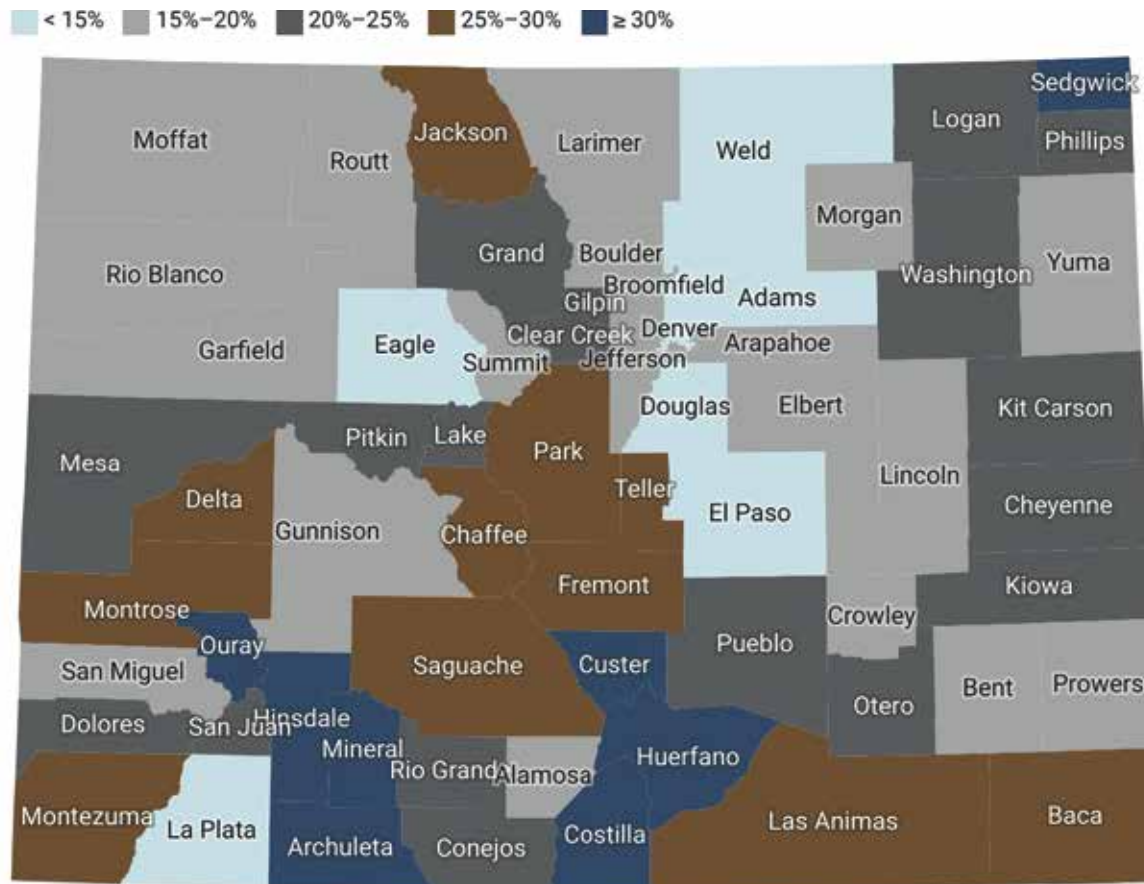 < 15% 15%–20% 20%–25% 25%–30% ≥ 30%
Sedgwick
Logan
Jackson
Moffat
Larimer
Weld
Phillips
Routt
Morgan
Grand
Boulder
Yuma
Rio Blanco
Washington
Broomfield
Gilpin
Adams
Denver
Clear Creek
Arapahoe
Eagle
Garfield
Jefferson
Summit
Douglas
Elbert
Kit Carson
Lake
Pitkin
Park
Mesa
Lincoln
Teller
Delta
Cheyenne
El Paso
Gunnison
Chaffee
Fremont
Kiowa
Montrose
Crowley
Ouray
Pueblo
Saguache
Custer
San Miguel
Bent
Prowers
Otero
Hinsdale
Dolores
San Juan
Mineral
Huerfano
Rio Grand
Alamosa
Montezuma
Baca
Las Animas
La Plata
Costilla
Archuleta
Conejos